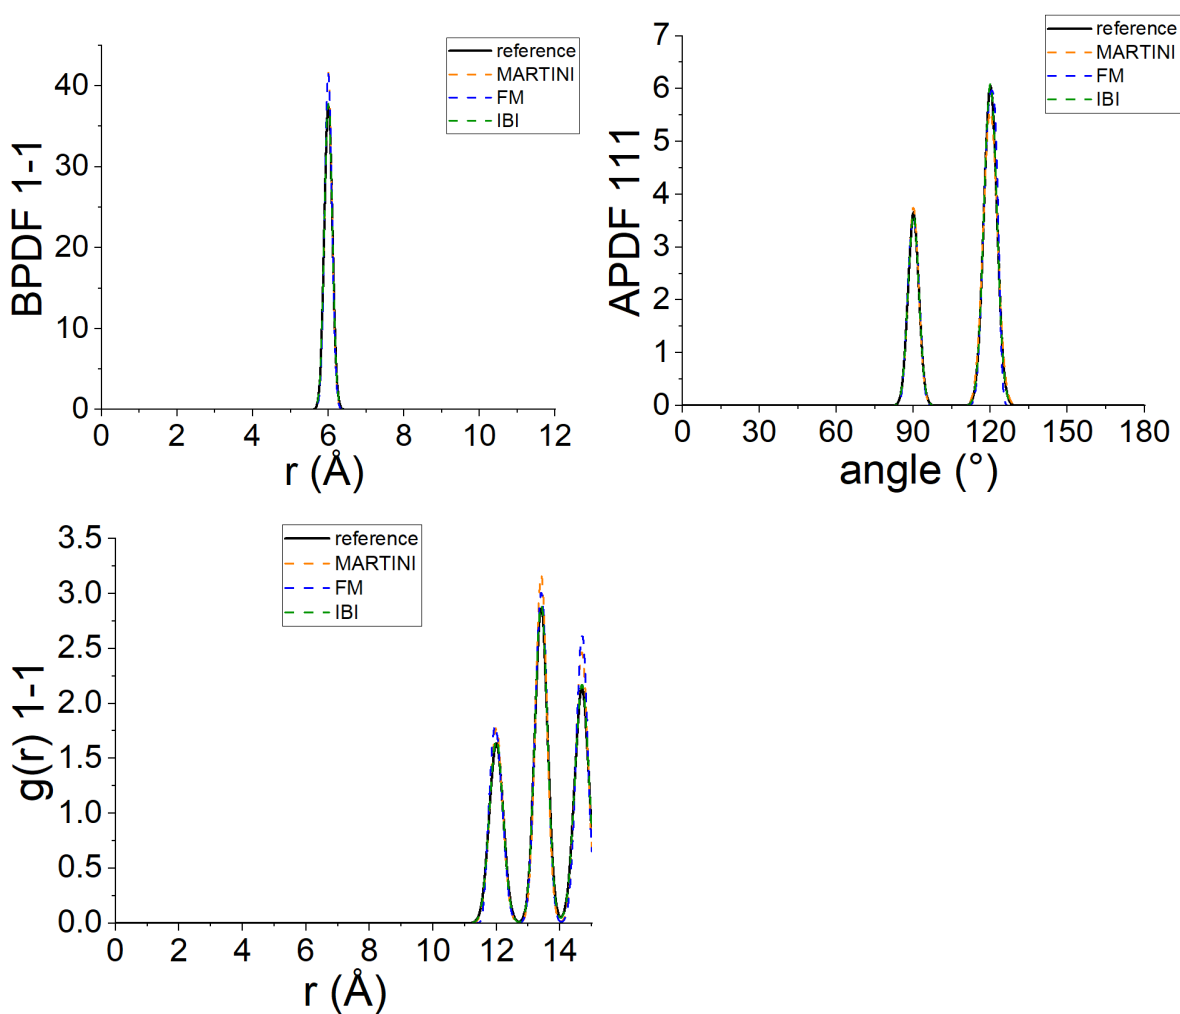 BPDF 1-1
40
30
20
10
0
0 2 4 6 8 10 12
r (Å)
reference
MARTINI
FM
IBI
APDF 111
7
6
5
4
3
2
1
0
0 30 60 90 120 150 180
angle (°)
reference
MARTINI
FM
IBI
g(r) 1-1
3.5
3.0
2.5
2.0
1.5
1.0
0.5
0.0
0 2 4 6 8 10 12 14
r (Å)
reference
MARTINI
FM
IBI